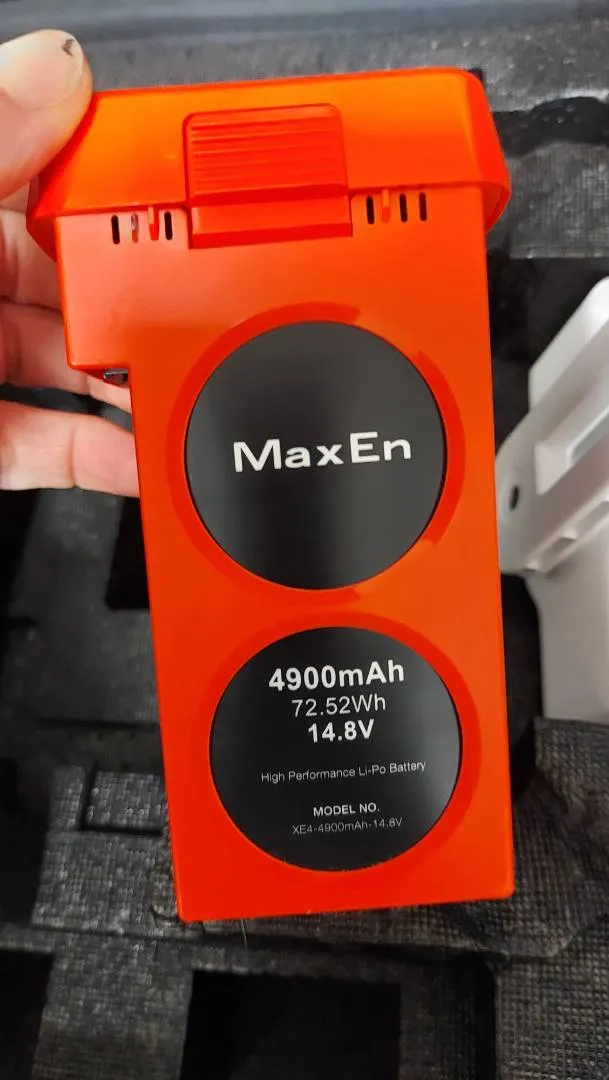 MaxEn
4900mAh
72.52Wh
14.8V
High Performance Li-Po Battery
MODEL NO.
XE4-4900mAh-14.8V